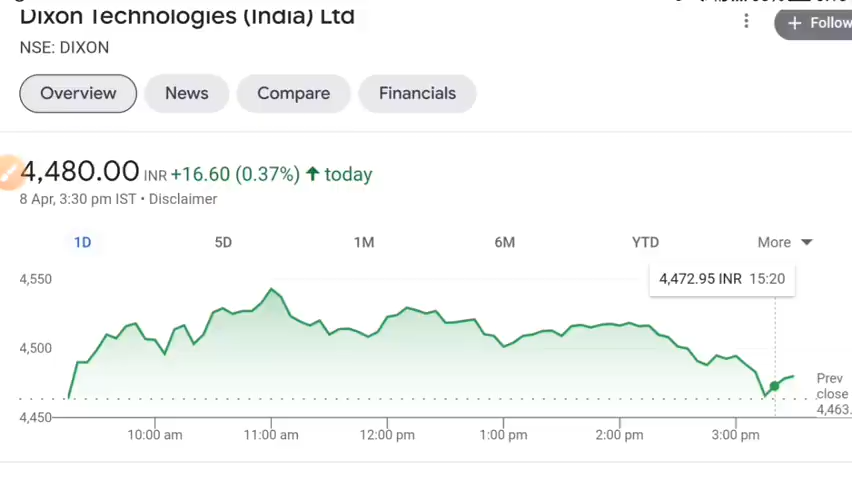 Dixon Technologies (India) Ltd
Follow
NSE: DIXON
Overview
News
Compare
Financials
4,480.00 INR +16.60 (0.37%) today
8 Apr, 3:30 pm IST • Disclaimer
1D 5D 1M 6M YTD More
4,472.95 INR 15:20
4,550
4,500
4,450
Prev
close
4,463.
10:00 am 11:00 am 12:00 pm 1:00 pm 2:00 pm 3:00 pm